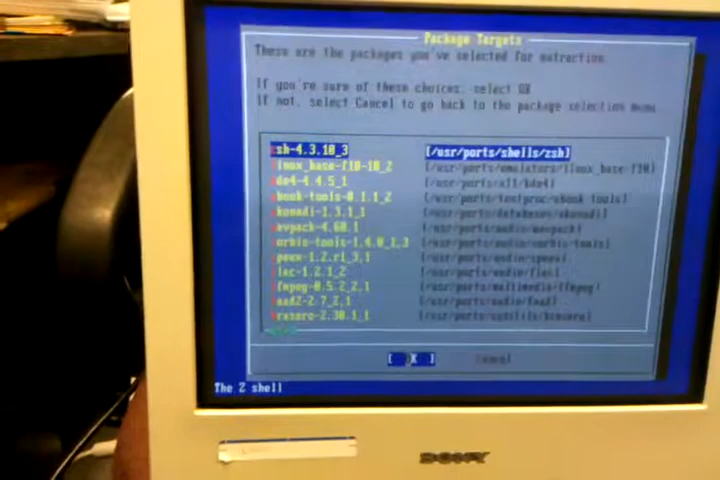 Package Targets
These are the packages you've selected for extraction.
If you're sure of these choices, select OK
If not, select Cancel to go back to the package selection menu.
zsh-4.3.10_3 [/usr/ports/shells/zsh]
linux_base-f10-10_2 [/usr/ports/emulators/linux_base-f10]
kde4-4.4.5_1 [/usr/ports/x11/kde4]
ebook-tools-0.1.1_2 [/usr/ports/textproc/ebook-tools]
akonadi-1.3.1_1 [/usr/ports/databases/akonadi]
wavpack-4.60.1 [/usr/ports/audio/wavpack]
vorbis-tools-1.4.0_1,3 [/usr/ports/audio/vorbis-tools]
speex-1.2.r1_3,1 [/usr/ports/audio/speex]
flac-1.2.1_2 [/usr/ports/audio/flac]
ffmpeg-0.5.2_2,1 [/usr/ports/multimedia/ffmpeg]
faad2-2.7_2,1 [/usr/ports/audio/faad]
brasero-2.30.1_1 [/usr/ports/sysutils/brasero]
[ OK ] Cancel
The Z shell
SONY